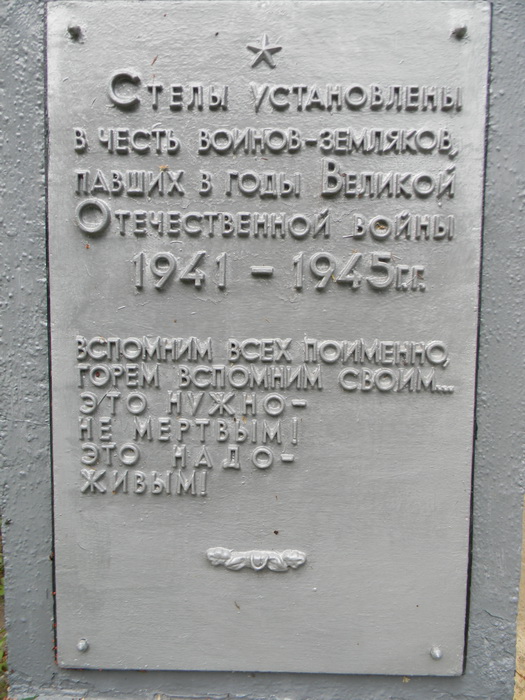 Стелы установлены
в честь воинов-земляков,
павших в годы Великой
Отечественной войны
1941 – 1945г.г.
Вспомним всех поименно,
горем вспомним своим...
Это нужно-
не мертвым!
Это надо-
живым!